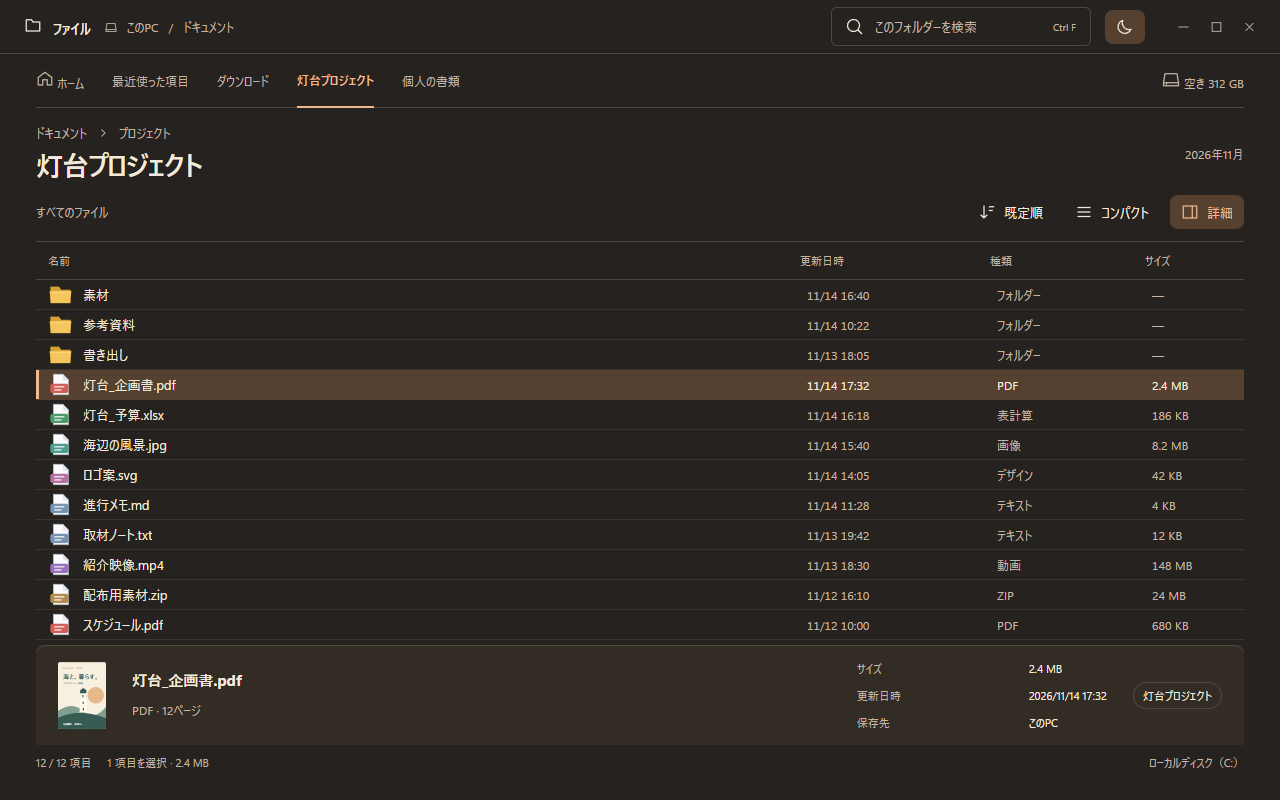 ファイル このPC / ドキュメント このフォルダーを検索 Ctrl F
ホーム 最近使った項目 ダウンロード 灯台プロジェクト 個人の書類 空き 312 GB
ドキュメント > プロジェクト
灯台プロジェクト
2026年11月
すべてのファイル 既定順 コンパクト 詳細
名前 更新日時 種類 サイズ
素材 11/14 16:40 フォルダー —
参考資料 11/14 10:22 フォルダー —
書き出し 11/13 18:05 フォルダー —
灯台_企画書.pdf 11/14 17:32 PDF 2.4 MB
灯台_予算.xlsx 11/14 16:18 表計算 186 KB
海辺の風景.jpg 11/14 15:40 画像 8.2 MB
ロゴ案.svg 11/14 14:05 デザイン 42 KB
進行メモ.md 11/14 11:28 テキスト 4 KB
取材ノート.txt 11/13 19:42 テキスト 12 KB
紹介映像.mp4 11/13 18:30 動画 148 MB
配布用素材.zip 11/12 16:10 ZIP 24 MB
スケジュール.pdf 11/12 10:00 PDF 680 KB
海と、暮らす。
灯台_企画書.pdf
PDF · 12ページ
サイズ 2.4 MB
更新日時 2026/11/14 17:32
保存先 このPC
灯台プロジェクト
12 / 12 項目 1 項目を選択 · 2.4 MB ローカルディスク (C:)